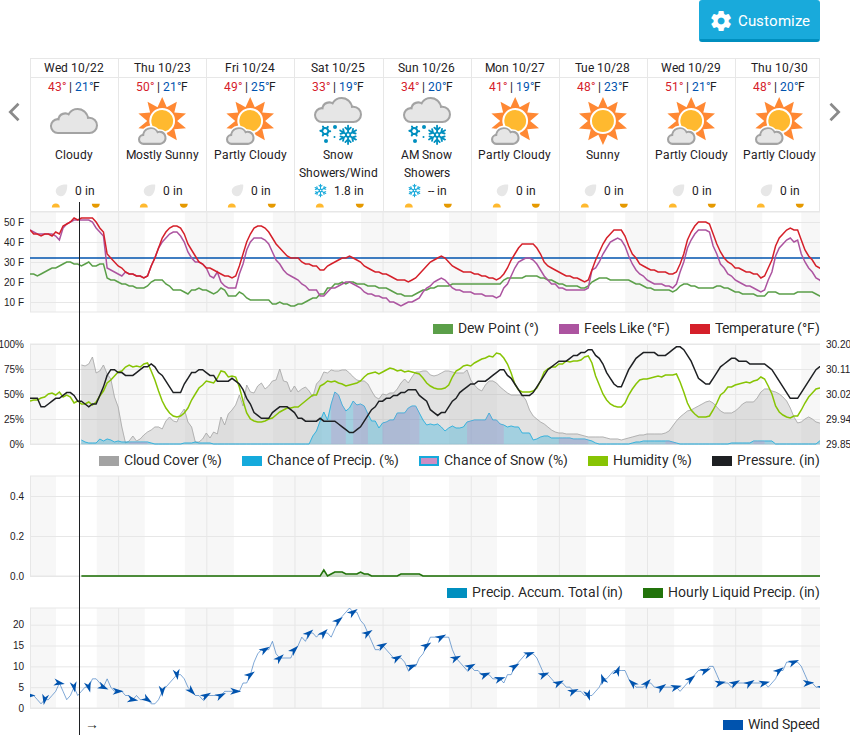 Customize
Wed 10/22 Thu 10/23 Fri 10/24 Sat 10/25 Sun 10/26 Mon 10/27 Tue 10/28 Wed 10/29 Thu 10/30
43° | 21°F 50° | 21°F 49° | 25°F 33° | 19°F 34° | 20°F 41° | 19°F 48° | 23°F 51° | 21°F 48° | 20°F
Cloudy Mostly Sunny Partly Cloudy Snow AM Snow Partly Cloudy Sunny Partly Cloudy Partly Cloudy
Showers/Wind Showers
0 in 0 in 0 in 1.8 in -- in 0 in 0 in 0 in 0 in
50 F
40 F
30 F
20 F
10 F
Dew Point (°) Feels Like (°F) Temperature (°F)
100% 30.20
75% 30.11
50% 30.02
25% 29.94
0% 29.85
Cloud Cover (%) Chance of Precip. (%) Chance of Snow (%) Humidity (%) Pressure. (in)
0.4
0.2
0.0
Precip. Accum. Total (in) Hourly Liquid Precip. (in)
20
15
10
5
0
→
Wind Speed